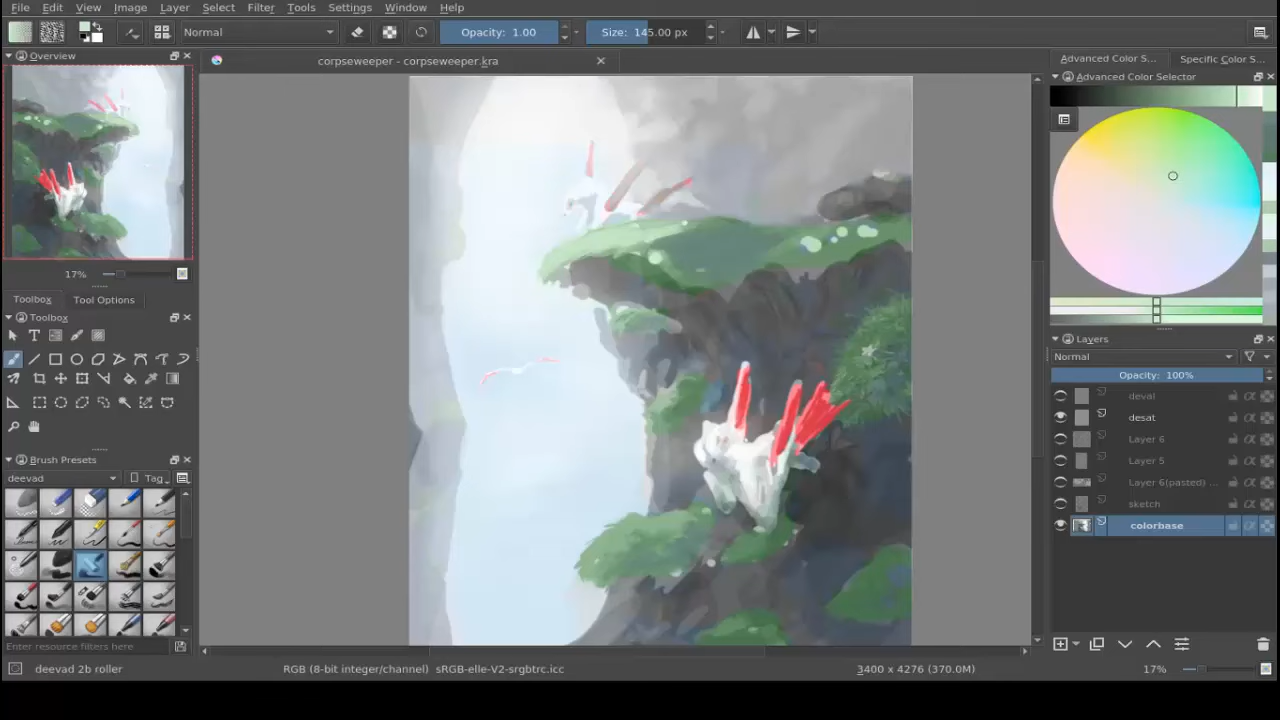 File Edit View Image Layer Select Filter Tools Settings Window Help
Normal Opacity: 1.00 Size: 145.00 px
Overview
corpseweeper - corpseweeper.kra
Advanced Color S... Specific Color S...
Advanced Color Selector
17%
Toolbox Tool Options
Toolbox
Layers
Normal
Opacity: 100%
deval
desat
Layer 6
Layer 5
Layer 6(pasted) ...
sketch
colorbase
Brush Presets
deevad Tag
Enter resource filters here
deevad 2b roller RGB (8-bit integer/channel) sRGB-elle-V2-srgbtrc.icc 3400 x 4276 (370.0M) 17%